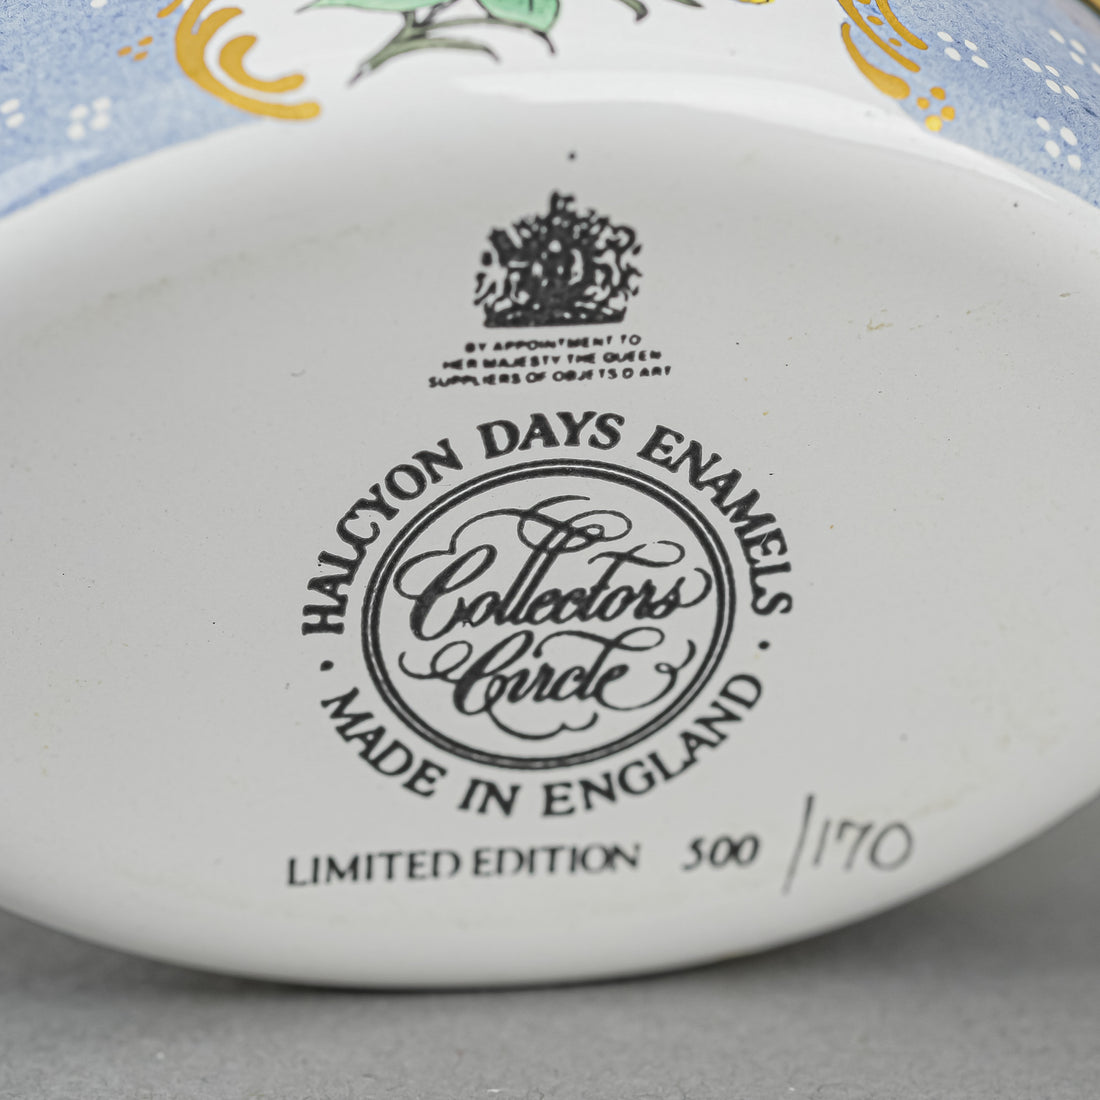 BY APPOINTMENT TO
HER MAJESTY THE QUEEN
SUPPLIERS OF OBJETS D ART
HALCYON DAYS ENAMELS
Collectors
Circle
· MADE IN ENGLAND ·
LIMITED EDITION 500 /170